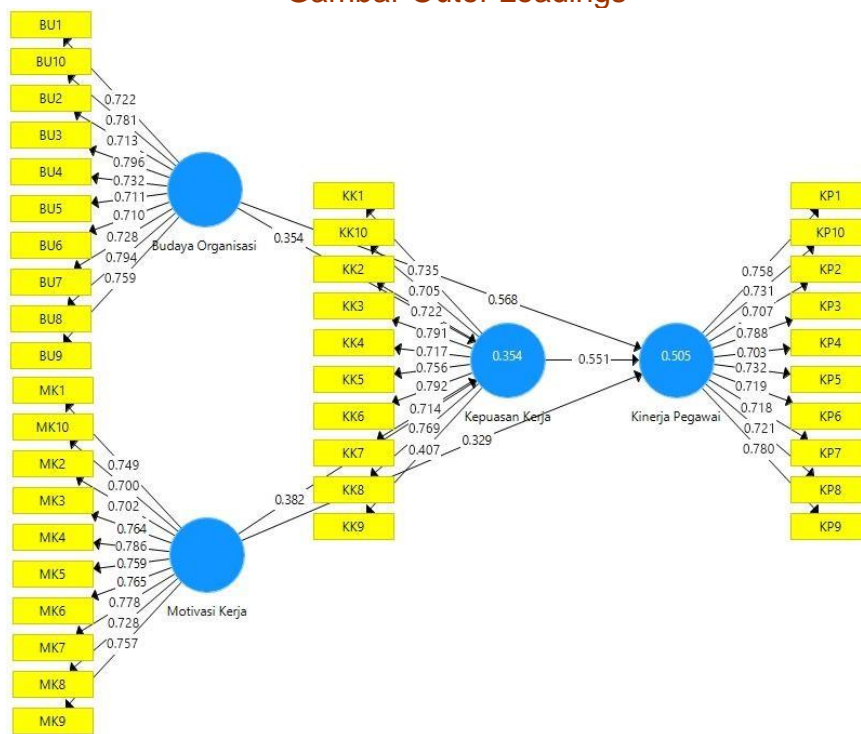 Gambar Outer Loadings
BU1
BU10
BU2
BU3
BU4
BU5
BU6
BU7
BU8
BU9
0.722
0.781
0.713
0.796
0.732
0.711
0.710
0.728
0.794
0.759
Budaya Organisasi
MK1
MK10
MK2
MK3
MK4
MK5
MK6
MK7
MK8
MK9
0.749
0.700
0.702
0.764
0.786
0.759
0.765
0.778
0.728
0.757
Motivasi Kerja
0.354
0.568
0.382
0.329
KK1
KK10
KK2
KK3
KK4
KK5
KK6
KK7
KK8
KK9
0.735
0.705
0.722
0.791
0.717
0.756
0.792
0.714
0.769
0.407
0.354
Kepuasan Kerja
0.551
0.505
Kinerja Pegawai
0.758
0.731
0.707
0.788
0.703
0.732
0.719
0.718
0.721
0.780
KP1
KP10
KP2
KP3
KP4
KP5
KP6
KP7
KP8
KP9